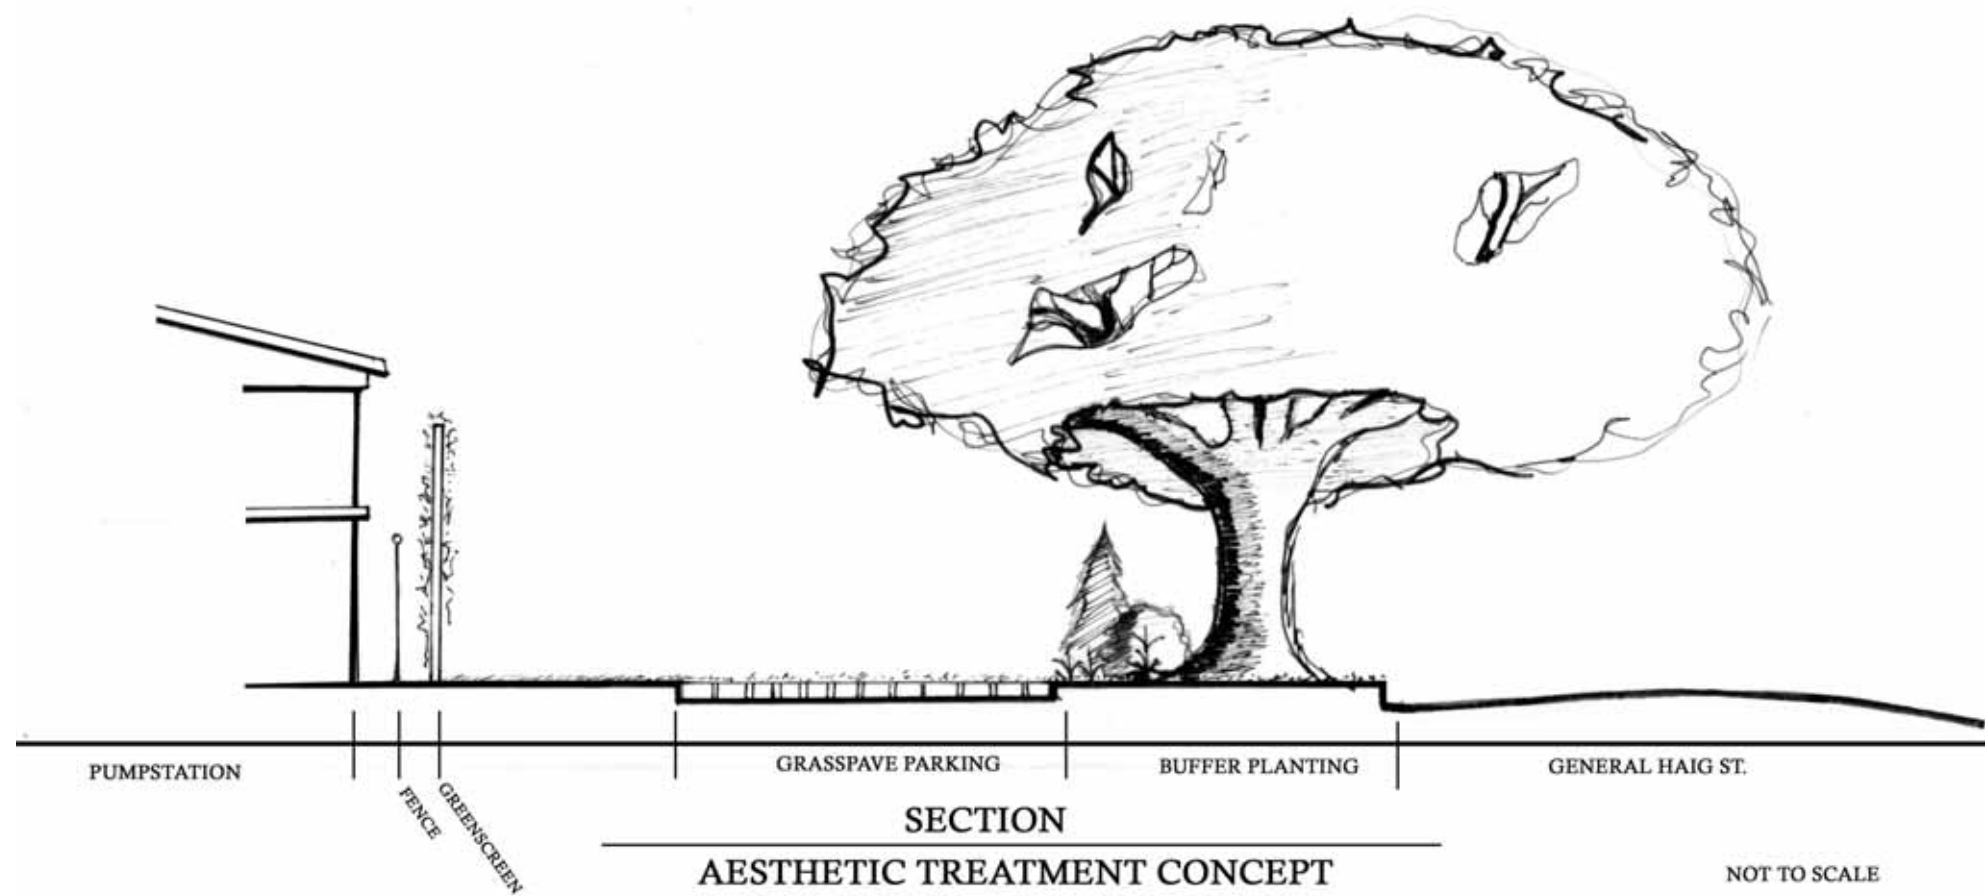 PUMPSTATION
FENCE
GREENSCREEN
GRASSPAVE PARKING
BUFFER PLANTING
GENERAL HAIG ST.
SECTION
AESTHETIC TREATMENT CONCEPT
NOT TO SCALE